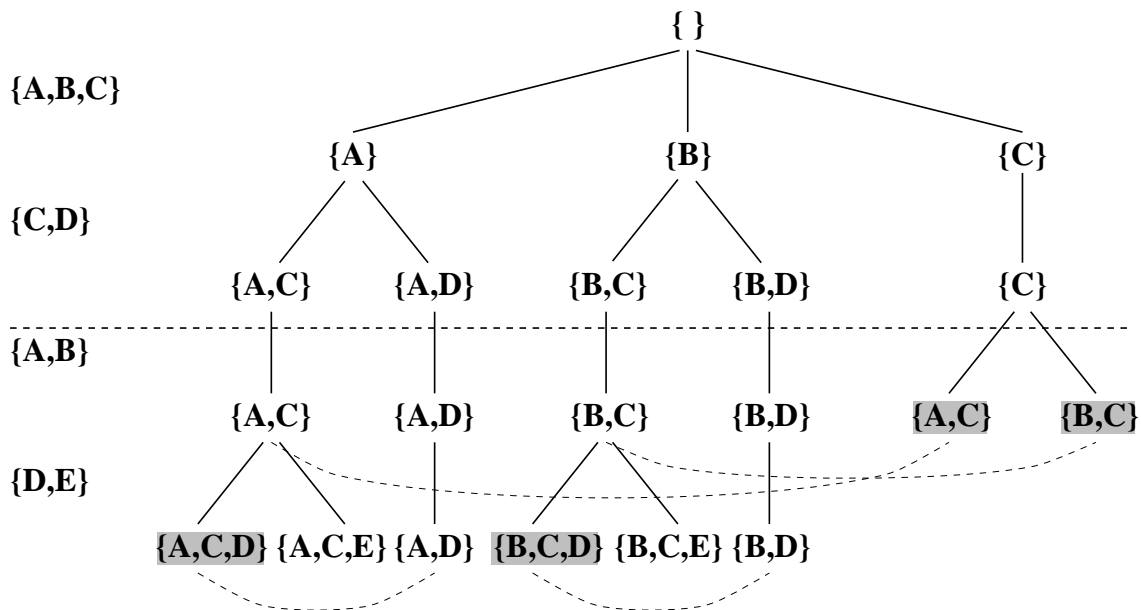 { }
{A,B,C}
{A} {B} {C}
{C,D}
{A,C} {A,D} {B,C} {B,D} {C}
{A,B}
{A,C} {A,D} {B,C} {B,D} {A,C} {B,C}
{D,E}
{A,C,D} {A,C,E} {A,D} {B,C,D} {B,C,E} {B,D}